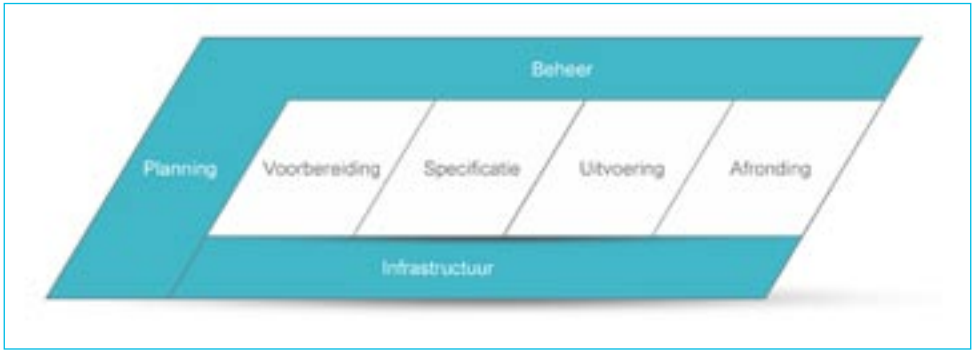 Beheer
Planning Voorbereiding Specificatie Uitvoering Afronding
Infrastructuur